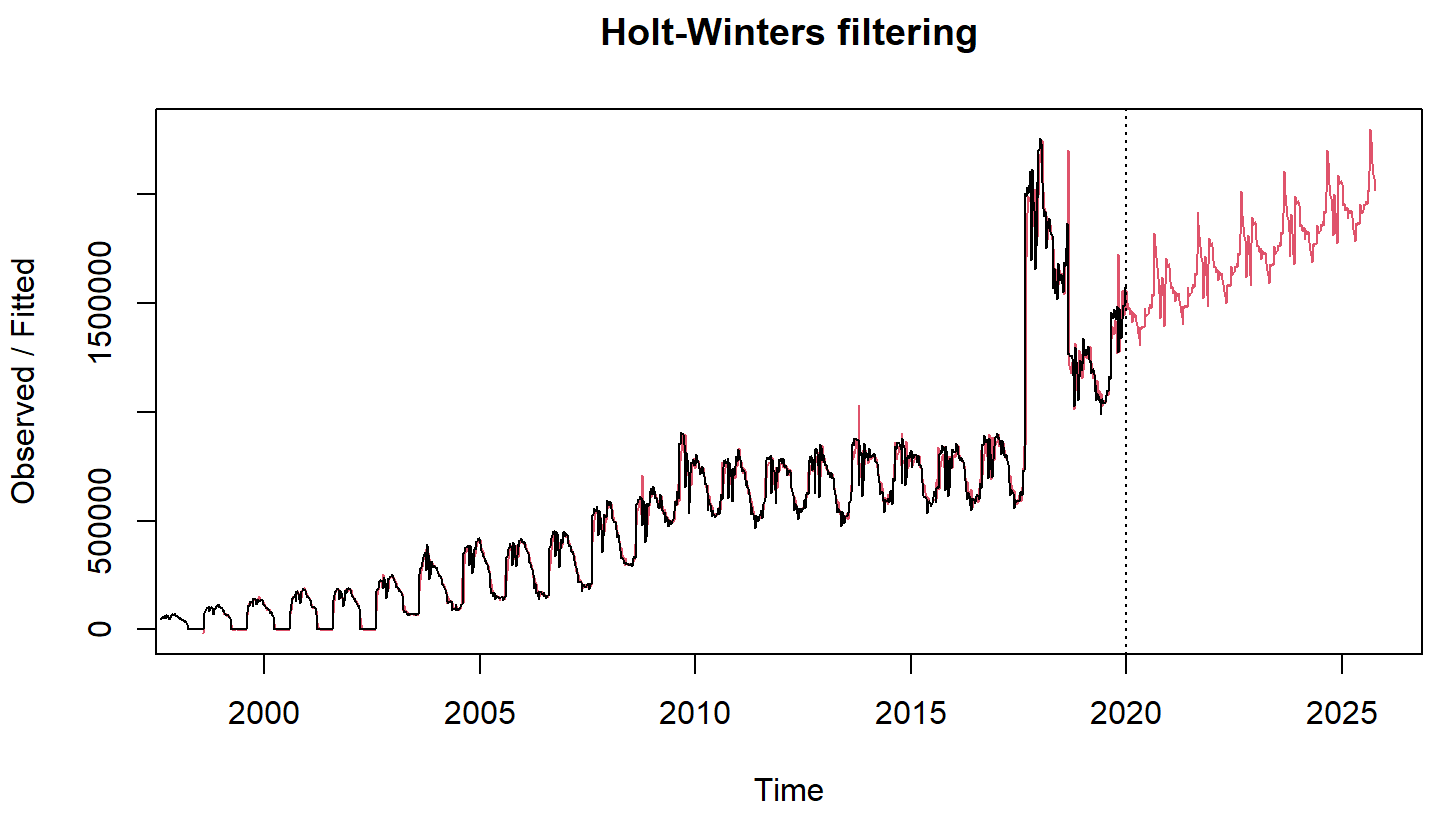 Holt-Winters filtering
Observed / Fitted
1500000
500000
0
2000 2005 2010 2015 2020 2025
Time